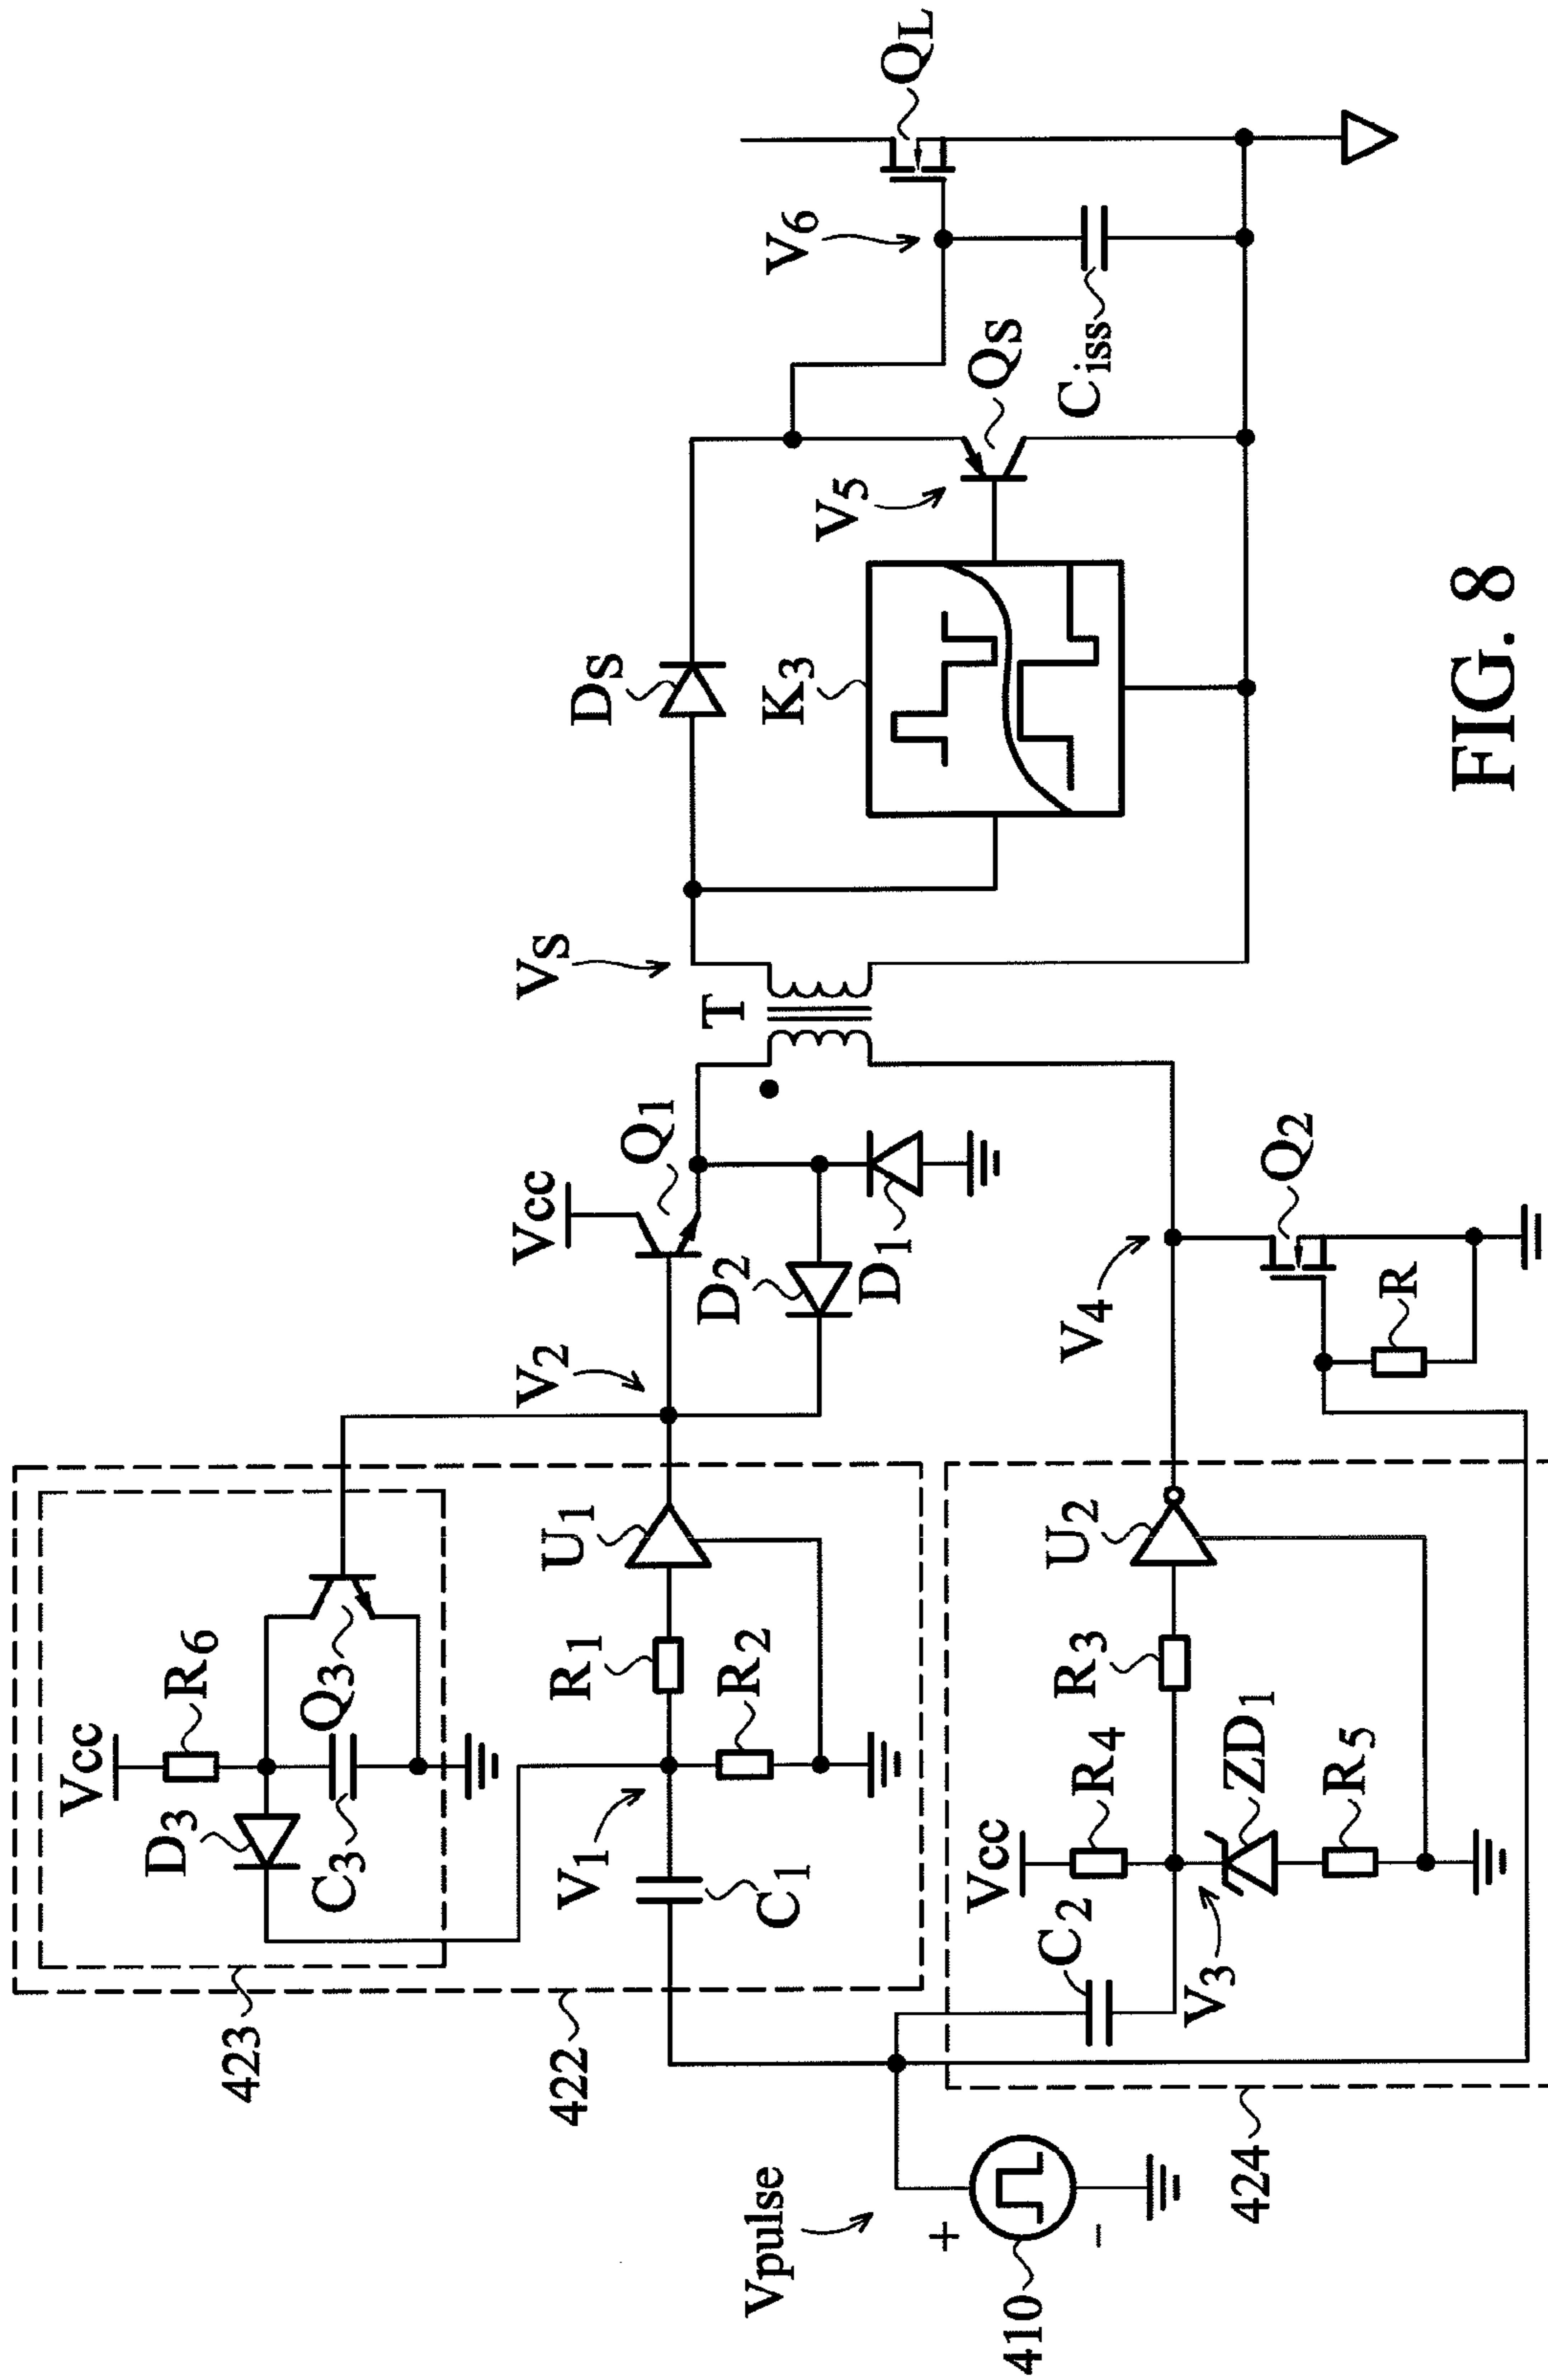 423
Vcc
R6
D3
C3
Q3
422
V1
C1
R1
R2
U1
V2
Vcc
Q1
D2
D1
T
VS
DS
K3
V5
QS
V6
Ciss
QL
Vpulse
+
-
410
424
C2
Vcc
R4
V3
ZD1
R5
R3
U2
V4
Q2
R
FIG. 8